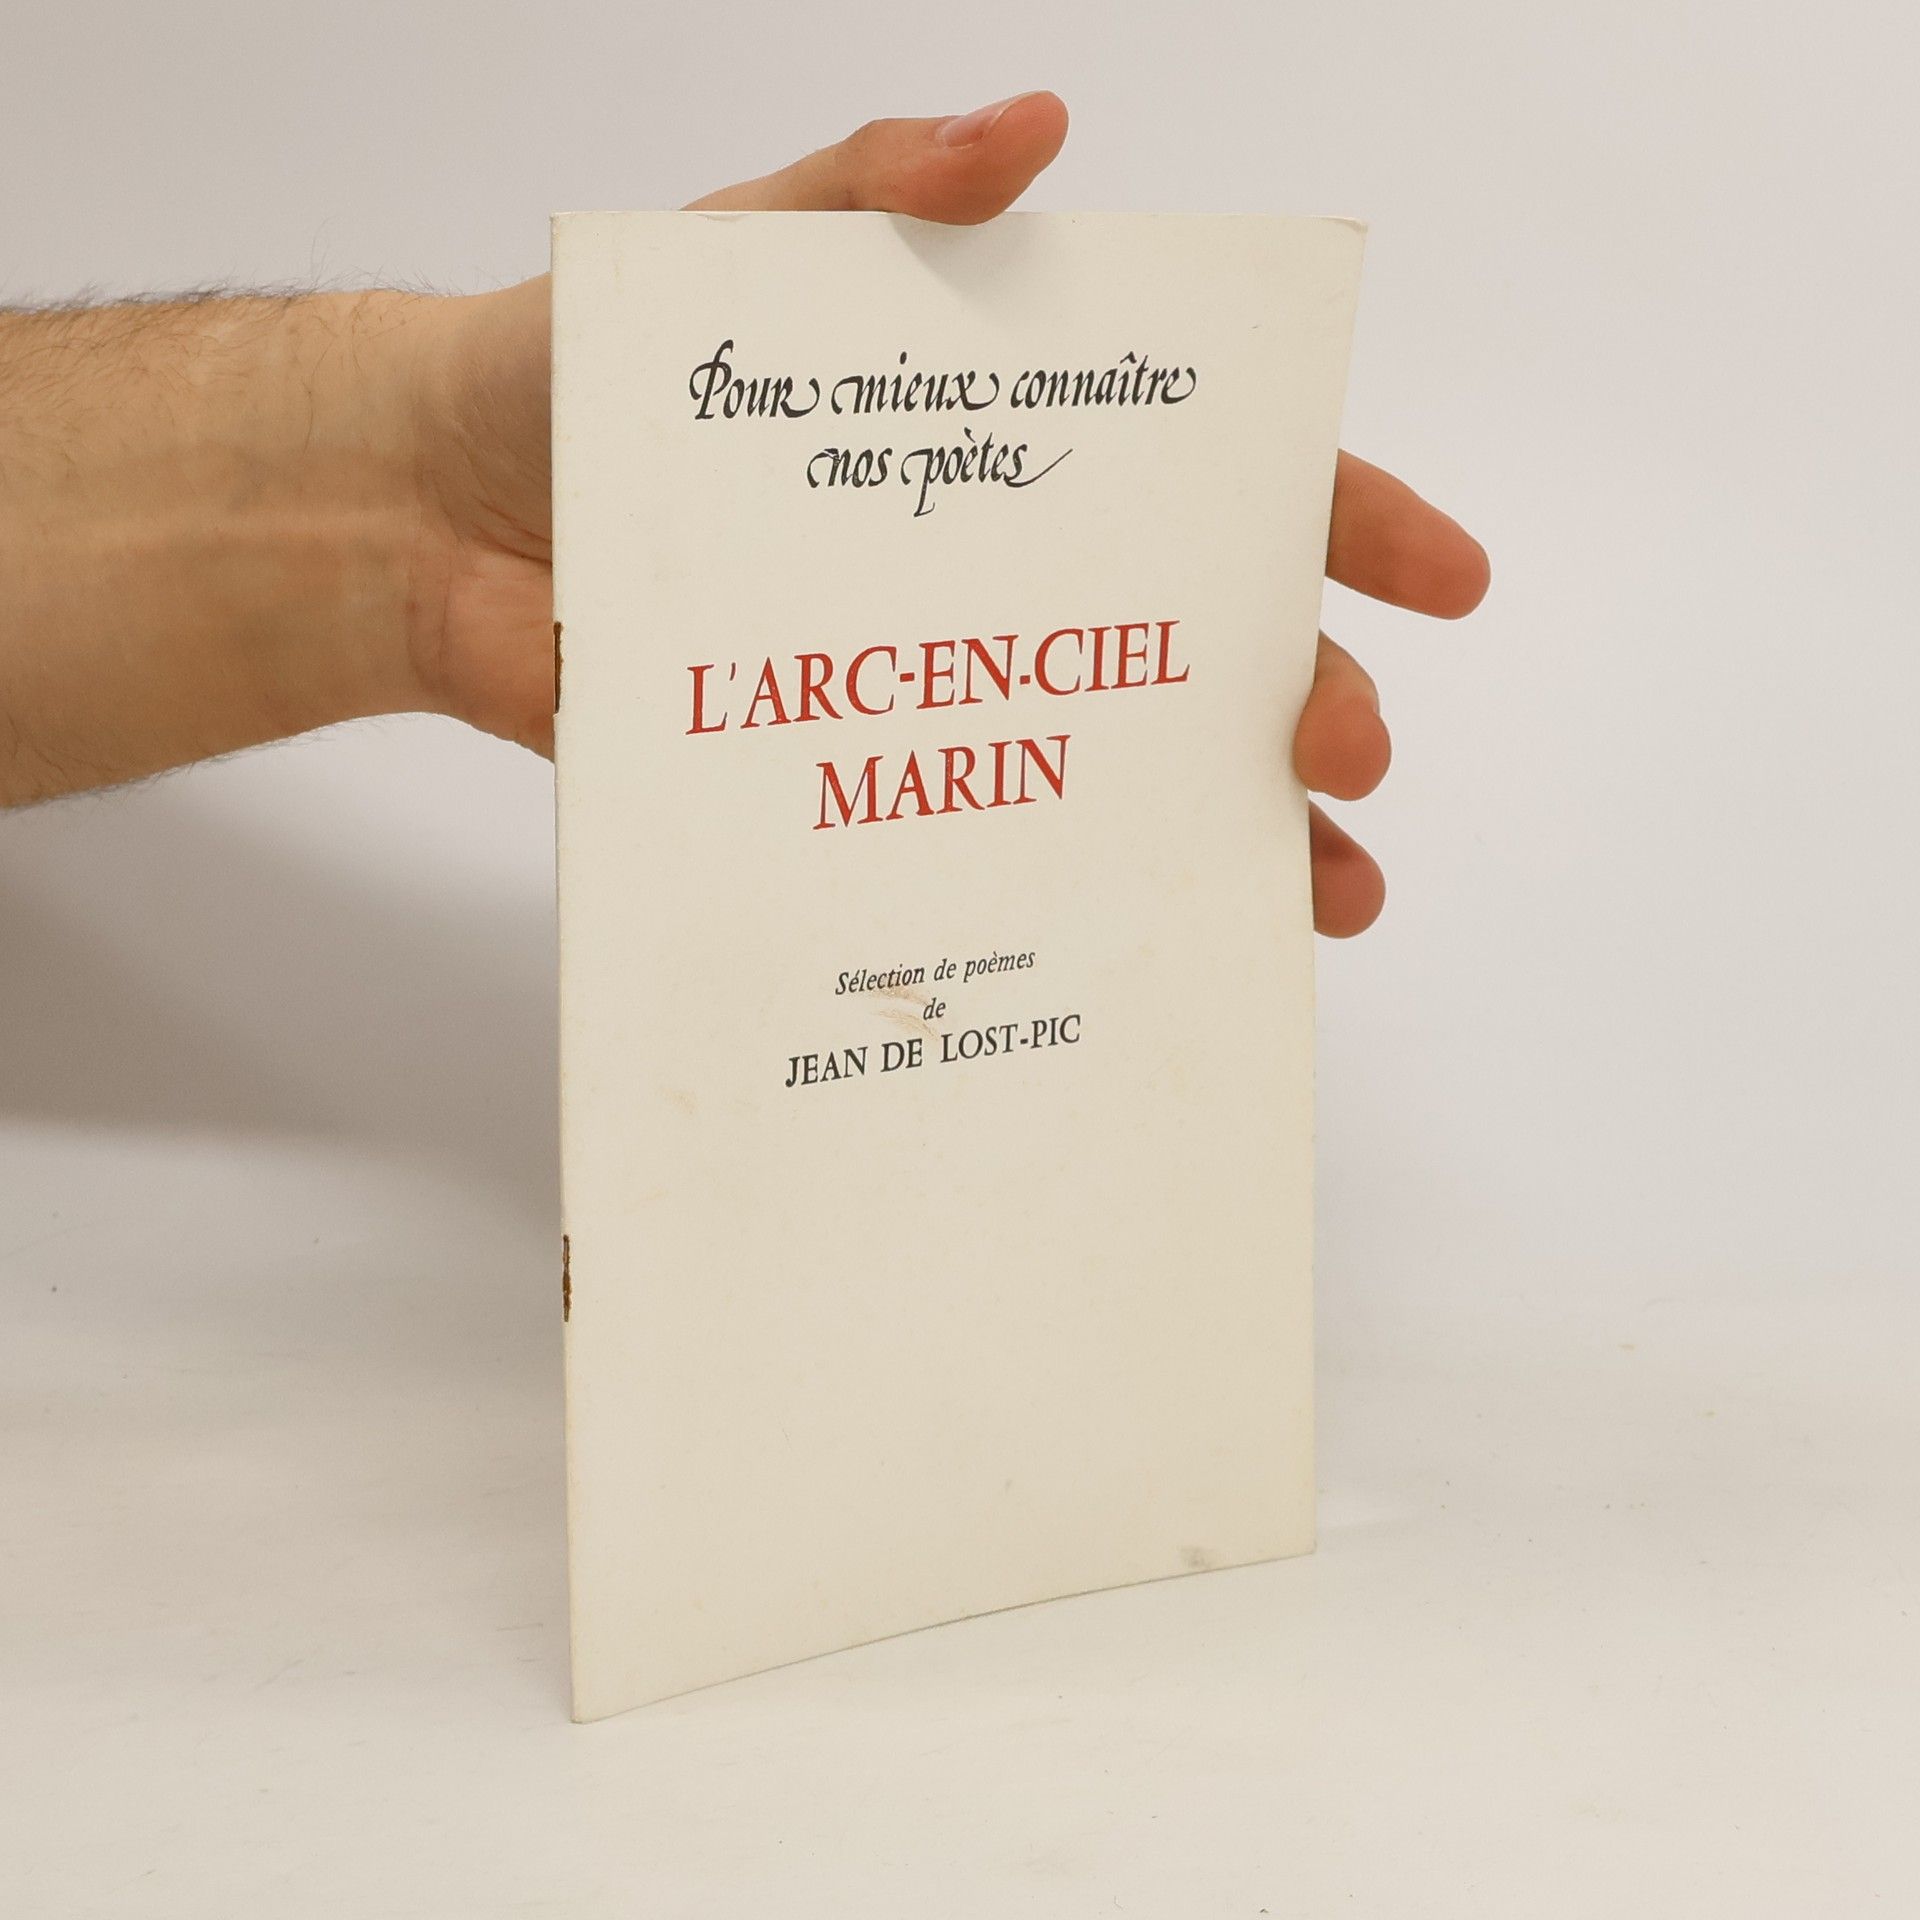 Pour mieux connaître
nos poètes
L'ARC-EN-CIEL
MARIN
Sélection de poèmes
de
JEAN DE LOST-PIC